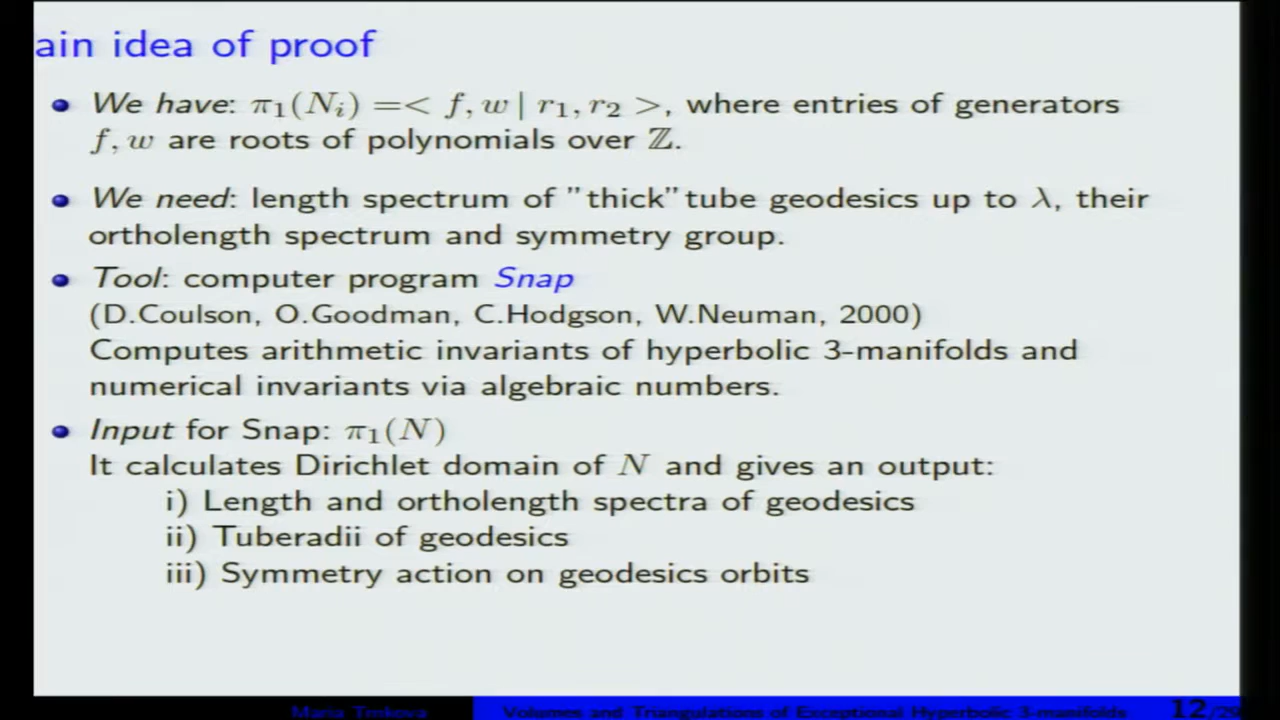 ain idea of proof
• We have: π₁(Nᵢ) =< f, w | r₁, r₂ >, where entries of generators
f, w are roots of polynomials over ℤ.
• We need: length spectrum of "thick" tube geodesics up to λ, their
ortholength spectrum and symmetry group.
• Tool: computer program Snap
(D.Coulson, O.Goodman, C.Hodgson, W.Neuman, 2000)
Computes arithmetic invariants of hyperbolic 3-manifolds and
numerical invariants via algebraic numbers.
• Input for Snap: π₁(N)
It calculates Dirichlet domain of N and gives an output:
i) Length and ortholength spectra of geodesics
ii) Tuberadii of geodesics
iii) Symmetry action on geodesics orbits
Maria Trnkova Volumes and Triangulations of Exceptional Hyperbolic 3-manifolds 12/29